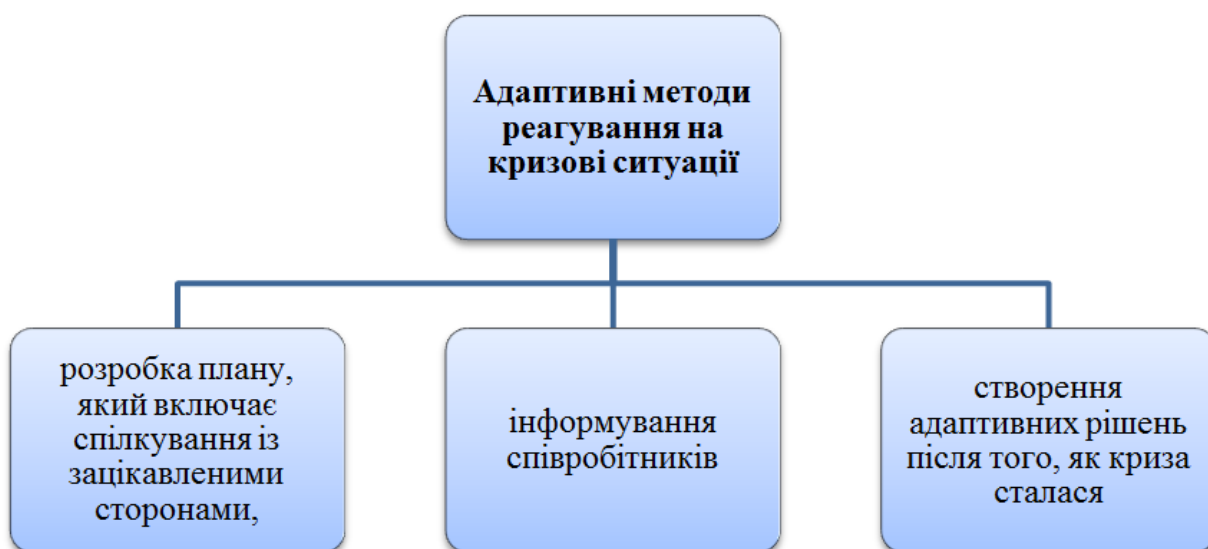 Адаптивні методи
реагування на
кризові ситуації
розробка плану,
який включає
спілкування із
зацікавленими
сторонами,
інформування
співробітників
створення
адаптивних рішень
після того, як криза
сталася